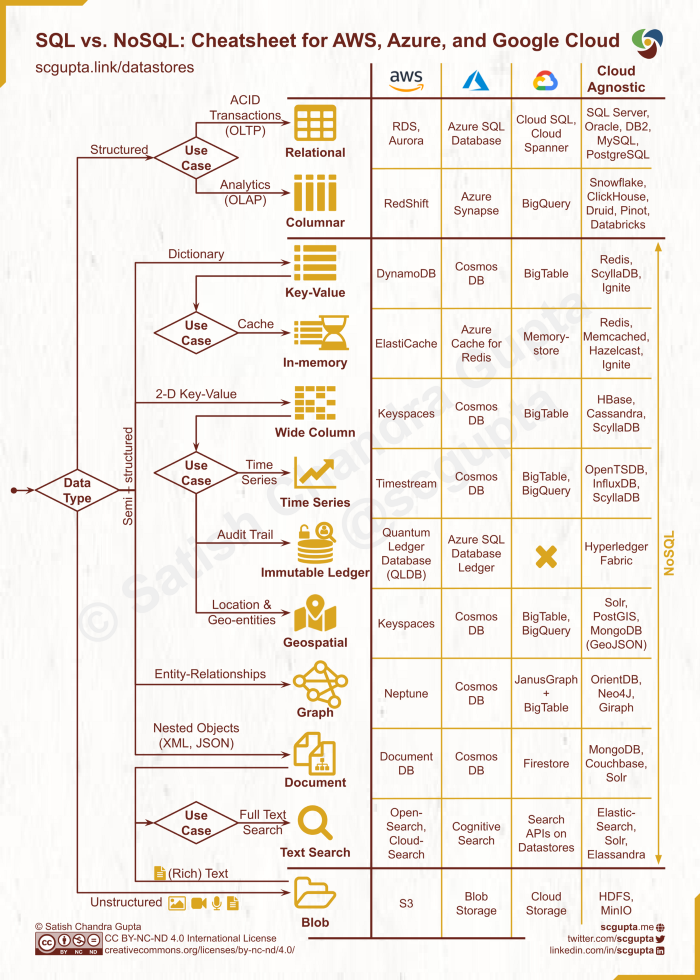 SQL vs. NoSQL: Cheatsheet for AWS, Azure, and Google Cloud
scgupta.link/datastores
aws
Cloud
Agnostic
Structured
Use
Case
ACID
Transactions
(OLTP)
Relational
RDS,
Aurora
Azure SQL
Database
Cloud SQL,
Cloud
Spanner
SQL Server,
Oracle, DB2,
MySQL,
PostgreSQL
Analytics
(OLAP)
Columnar
RedShift
Azure
Synapse
BigQuery
Snowflake,
ClickHouse,
Druid, Pinot,
Databricks
Dictionary
Key-Value
DynamoDB
Cosmos
DB
BigTable
Redis,
ScyllaDB,
Ignite
Use
Case
Cache
In-memory
ElastiCache
Azure
Cache for
Redis
Memory-
store
Redis,
Memcached,
Hazelcast,
Ignite
2-D Key-Value
Wide Column
Keyspaces
Cosmos
DB
BigTable
HBase,
Cassandra,
ScyllaDB
Data
Type
Semi - structured
Use
Case
Time
Series
Time Series
Timestream
Cosmos
DB
BigTable,
BigQuery
OpenTSDB,
InfluxDB,
ScyllaDB
Audit Trail
Immutable Ledger
Quantum
Ledger
Database
(QLDB)
Azure SQL
Database
Ledger
Hyperledger
Fabric
NoSQL
Location &
Geo-entities
Geospatial
Keyspaces
Cosmos
DB
BigTable,
BigQuery
Solr,
PostGIS,
MongoDB
(GeoJSON)
Entity-Relationships
Graph
Neptune
Cosmos
DB
JanusGraph
+
BigTable
OrientDB,
Neo4J,
Giraph
Nested Objects
(XML, JSON)
Document
Document
DB
Cosmos
DB
Firestore
MongoDB,
Couchbase,
Solr
Use
Case
Full Text
Search
Text Search
Open-
Search,
Cloud-
Search
Cognitive
Search
Search
APIs on
Datastores
Elastic-
Search,
Solr,
Elassandra
(Rich) Text
Unstructured
Blob
S3
Blob
Storage
Cloud
Storage
HDFS,
MinIO
© Satish Chandra Gupta
@scgupta
© Satish Chandra Gupta
cc BY NC ND
CC BY-NC-ND 4.0 International License
creativecommons.org/licenses/by-nc-nd/4.0/
scgupta.me
twitter.com/scgupta
linkedin.com/in/scgupta